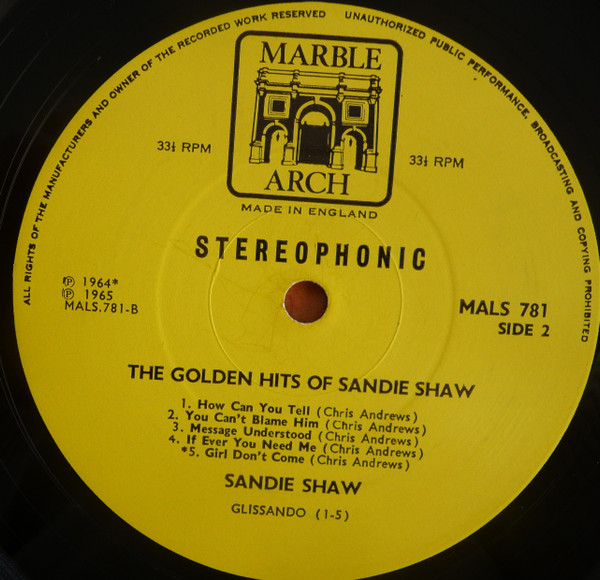 ALL RIGHTS OF THE MANUFACTURERS AND OWNER OF THE RECORDED WORK RESERVED UNAUTHORIZED PUBLIC PERFORMANCE, BROADCASTING AND COPYING PROHIBITED
MARBLE
ARCH
33⅓ RPM
33⅓ RPM
MADE IN ENGLAND
STEREOPHONIC
℗ 1964*
℗ 1965
MALS.781-B
MALS 781
SIDE 2
THE GOLDEN HITS OF SANDIE SHAW
1. How Can You Tell (Chris Andrews)
2. You Can't Blame Him (Chris Andrews)
3. Message Understood (Chris Andrews)
4. If Ever You Need Me (Chris Andrews)
*5. Girl Don't Come (Chris Andrews)
SANDIE SHAW
GLISSANDO (1-5)